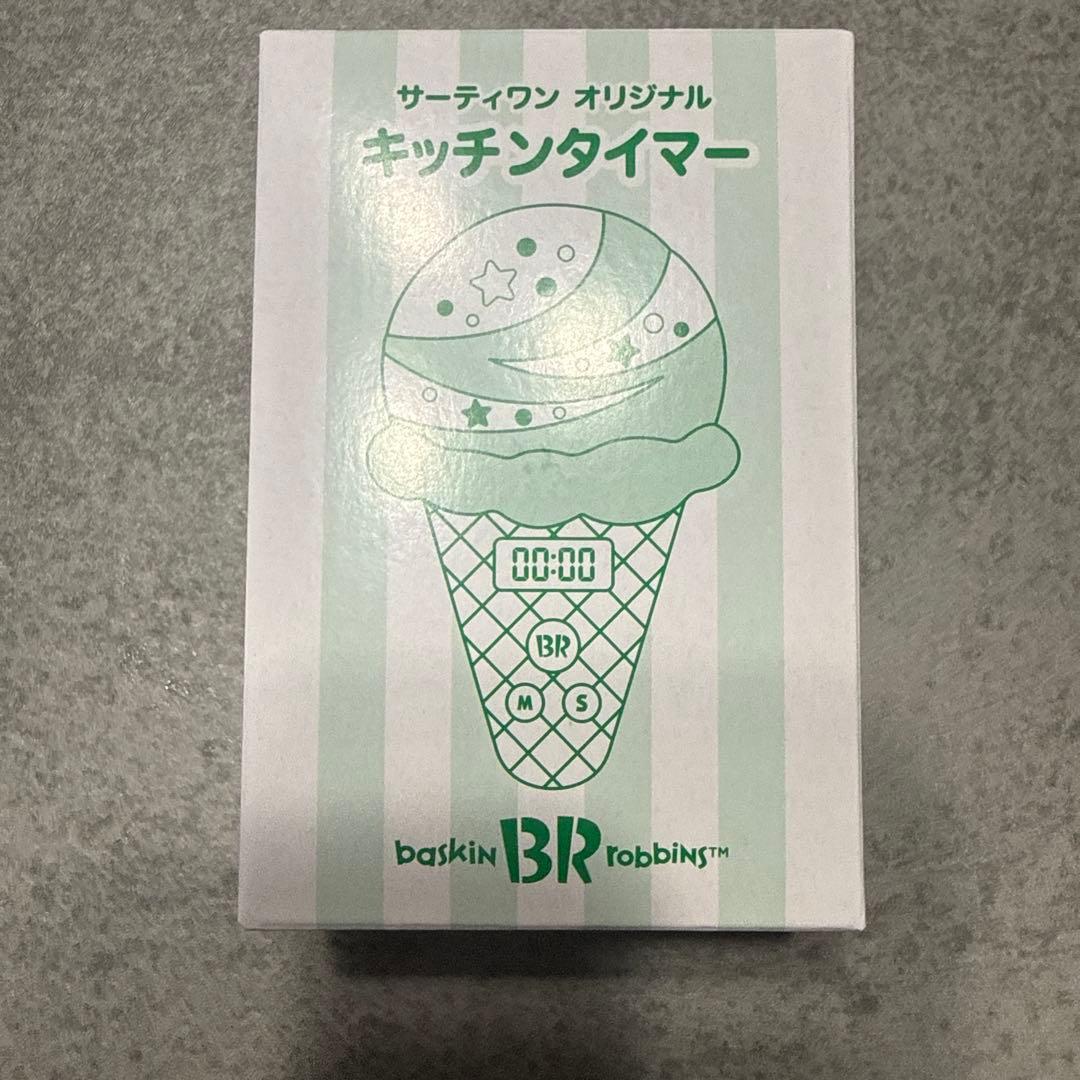 サーティワン オリジナル
キッチンタイマー
00:00
BR
M S
baskin BR robbins™